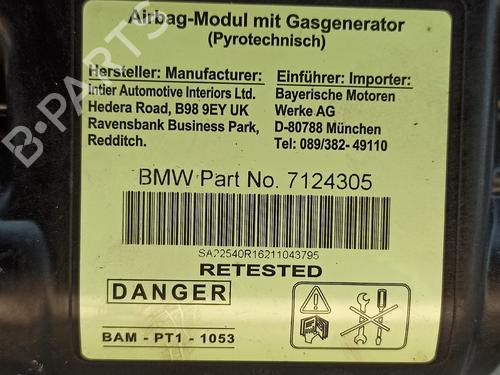 Airbag-Modul mit Gasgenerator
(Pyrotechnisch)
Hersteller: Manufacturer:
Intier Automotive Interiors Ltd.
Hedera Road, B98 9EY UK
Ravensbank Business Park,
Redditch.
Einführer: Importer:
Bayerische Motoren
Werke AG
D-80788 München
Tel: 089/382- 49110
BMW Part No. 7124305
SA22540R16211043795
RETESTED
DANGER
BAM - PT1 - 1053